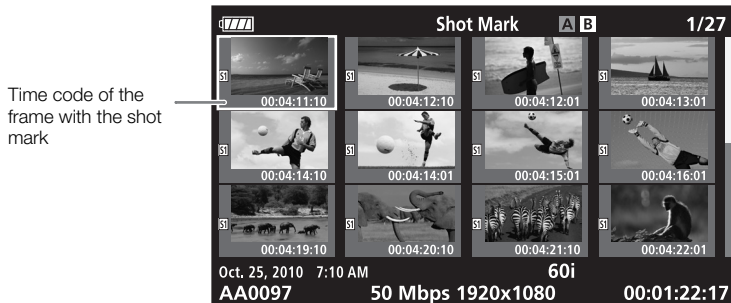 Time code of the
frame with the shot
mark
Shot Mark A B 1/27
S1 S1 S1 S1
00:04:11:10 00:04:12:10 00:04:12:01 00:04:13:01
S1 S1 S1 S1
00:04:14:10 00:04:14:01 00:04:15:01 00:04:16:01
S1 S1 S1 S1
00:04:19:10 00:04:20:10 00:04:21:10 00:04:22:01
Oct. 25, 2010 7:10 AM 60i
AA0097 50 Mbps 1920x1080 00:01:22:17